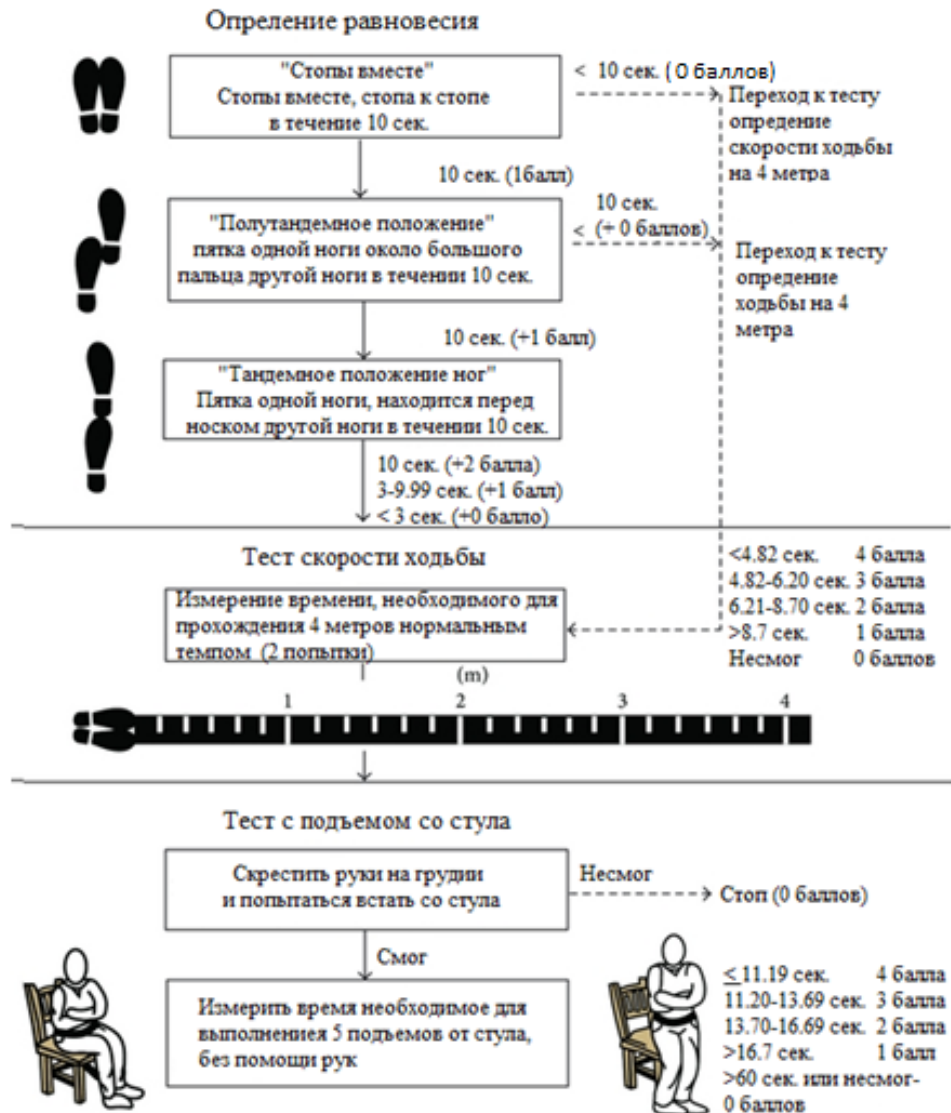 Опреление равновесия
"Стопы вместе"
Стопы вместе, стопа к стопе
в течение 10 сек.
< 10 сек. ( 0 баллов)
Переход к тесту
опредение
скорости ходьбы
на 4 метра
10 сек. (1балл)
"Полутандемное положение"
пятка одной ноги около большого
пальца другой ноги в течении 10 сек.
10 сек.
< (+ 0 баллов)
Переход к тесту
опредение
ходьбы на 4
метра
10 сек. (+1 балл)
"Тандемное положение ног"
Пятка одной ноги, находится перед
носком другой ноги в течении 10 сек.
10 сек. (+2 балла)
3-9.99 сек. (+1 балл)
< 3 сек. (+0 балло)
Тест скорости ходьбы
Измерение времени, необходимого для
прохождения 4 метров нормальным
темпом (2 попытки)
<4.82 сек. 4 балла
4.82-6.20 сек. 3 балла
6.21-8.70 сек. 2 балла
>8.7 сек. 1 балла
Несмог 0 баллов
(m)
1 2 3 4
Тест с подъемом со стула
Скрестить руки на грудии
и попытаться встать со стула
Несмог
Стоп (0 баллов)
Смог
Измерить время необходимое для
выполнениея 5 подъемов от стула,
без помощи рук
≤ 11.19 сек. 4 балла
11.20-13.69 сек. 3 балла
13.70-16.69 сек. 2 балла
>16.7 сек. 1 балл
>60 сек. или несмог-
0 баллов